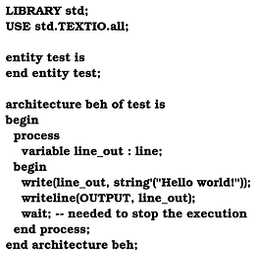 LIBRARY std;
USE std.TEXTIO.all;

entity test is
end entity test;

architecture beh of test is
begin
  process
    variable line_out : line;
  begin
    write(line_out, string'("Hello world!"));
    writeline(OUTPUT, line_out);
    wait; -- needed to stop the execution
  end process;
end architecture beh;